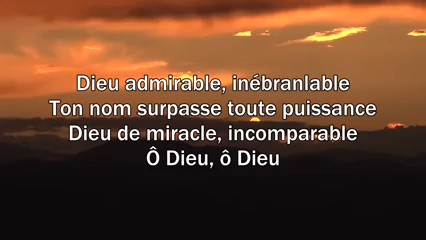 Dieu admirable, inébranlable
Ton nom surpasse toute puissance
Dieu de miracle, incomparable
Ô Dieu, ô Dieu